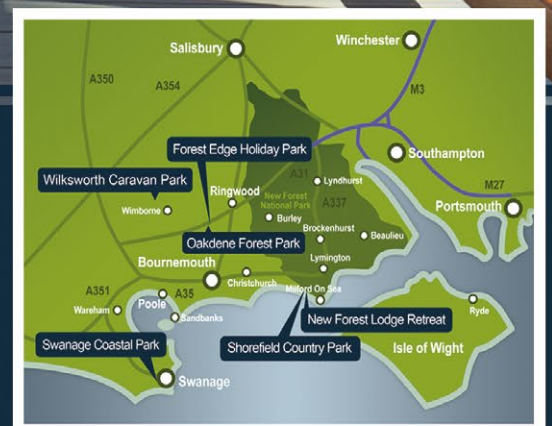 Winchester
Salisbury
A350
A354
M3
Forest Edge Holiday Park
Southampton
A31
Lyndhurst
Wilksworth Caravan Park
Ringwood
New Forest
National Park
A337
M27
Portsmouth
Wimborne
Burley
Brockenhurst
Beaulieu
Oakdene Forest Park
Bournemouth
Lymington
Christchurch
A351
Poole
A35
Milford On Sea
Ryde
Wareham
Sandbanks
New Forest Lodge Retreat
Swanage Coastal Park
Shorefield Country Park
Isle of Wight
Swanage